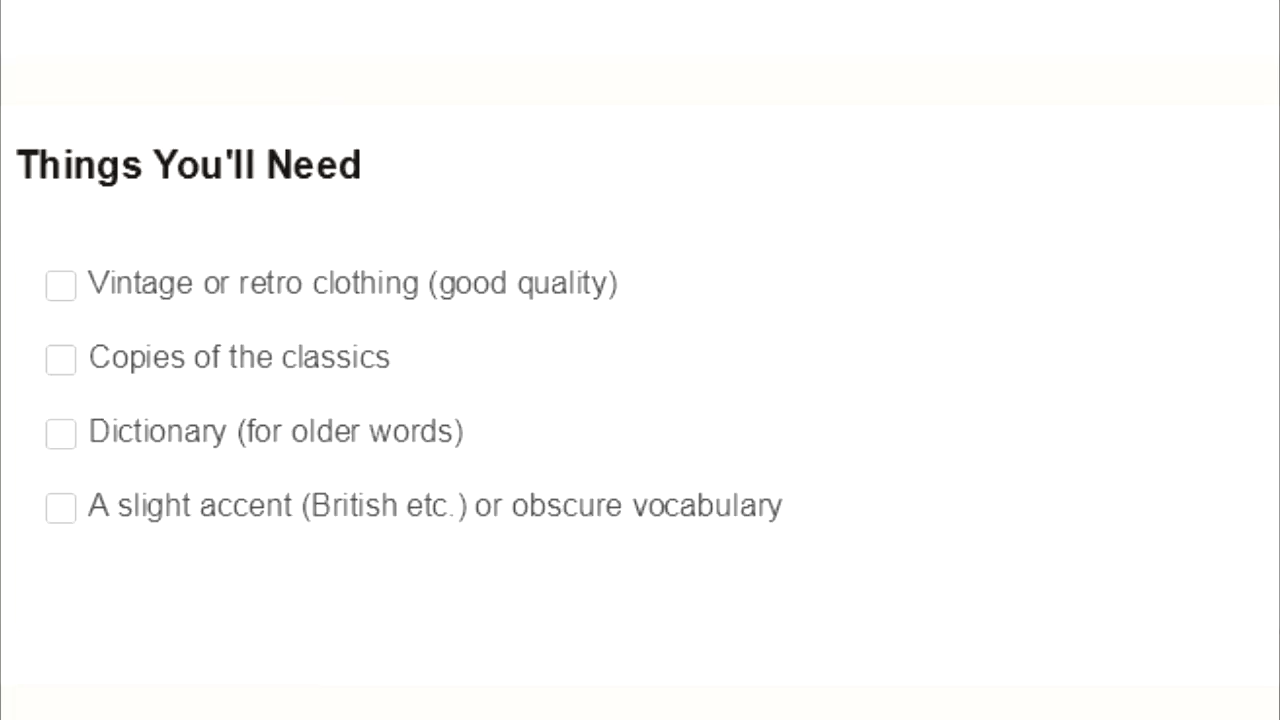 Things You'll Need
Vintage or retro clothing (good quality)
Copies of the classics
Dictionary (for older words)
A slight accent (British etc.) or obscure vocabulary